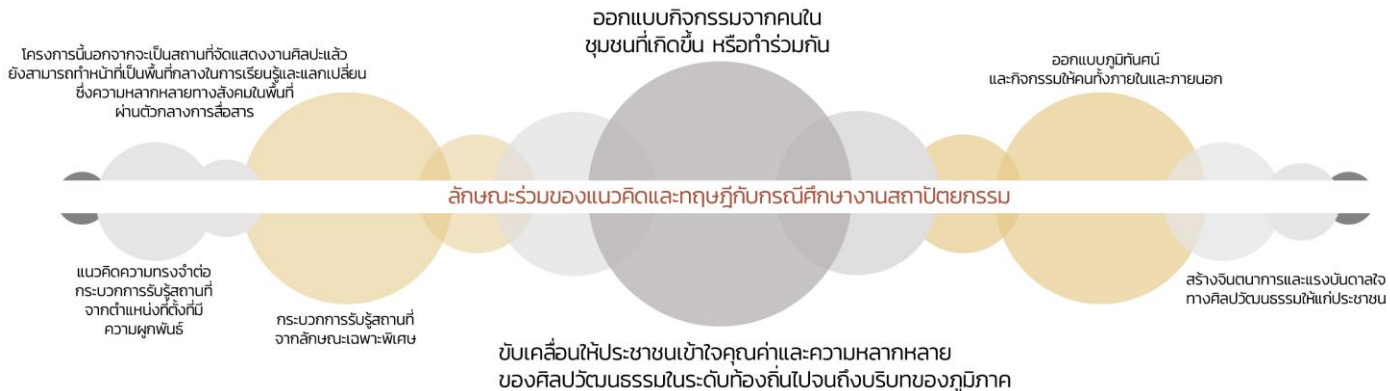 ออกแบบกิจกรรมจากคนใน
ชุมชนที่เกิดขึ้น หรือทำร่วมกัน
โครงการนี้นอกจากจะเป็นสถานที่จัดแสดงงานศิลปะแล้ว
ยังสามารถทำหน้าที่เป็นพื้นที่กลางในการเรียนรู้และแลกเปลี่ยน
ซึ่งความหลากหลายทางสังคมในพื้นที่
ผ่านตัวกลางการสื่อสาร
ออกแบบภูมิทัศน์
และกิจกรรมให้คนทั้งภายในและภายนอก
ลักษณะร่วมของแนวคิดและทฤษฎีกับกรณีศึกษางานสถาปัตยกรรม
แนวคิดความทรงจำต่อ
กระบวกการรับรู้สถานที่
จากตำแหน่งที่ตั้งที่มี
ความผูกพันธ์
กระบวกการรับรู้สถานที่
จากลักษณะเฉพาะพิเศษ
สร้างจินตนาการและแรงบันดาลใจ
ทางศิลปวัฒนธรรมให้แก่ประชาชน
ขับเคลื่อนให้ประชาชนเข้าใจคุณค่าและความหลากหลาย
ของศิลปวัฒนธรรมในระดับท้องถิ่นไปจนถึงบริบทของภูมิภาค